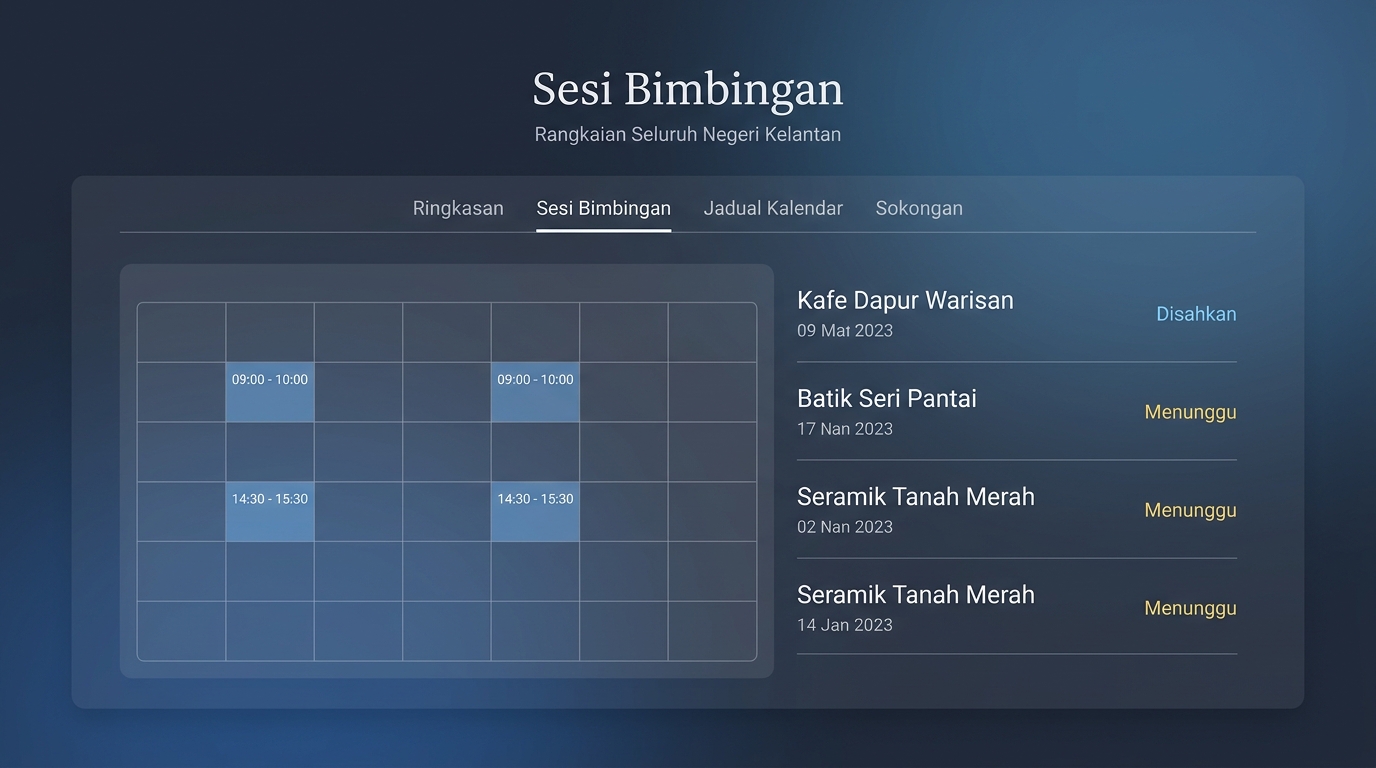 Sesi Bimbingan
Rangkaian Seluruh Negeri Kelantan
Ringkasan
Sesi Bimbingan
Jadual Kalendar
Sokongan
09:00 - 10:00
09:00 - 10:00
14:30 - 15:30
14:30 - 15:30
Kafe Dapur Warisan
09 Mat 2023
Disahkan
Batik Seri Pantai
17 Nan 2023
Menunggu
Seramik Tanah Merah
02 Nan 2023
Menunggu
Seramik Tanah Merah
14 Jan 2023
Menunggu